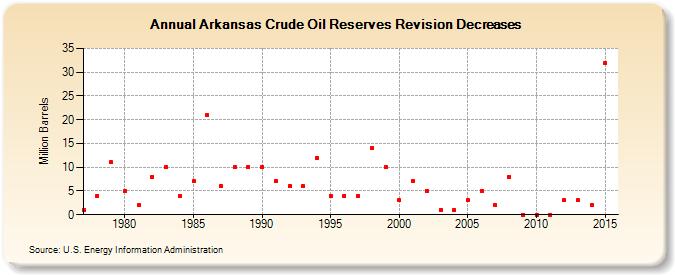 Annual Arkansas Crude Oil Reserves Revision Decreases
Million Barrels
35
30
25
20
15
10
5
0
1980 1985 1990 1995 2000 2005 2010 2015
Source: U.S. Energy Information Administration